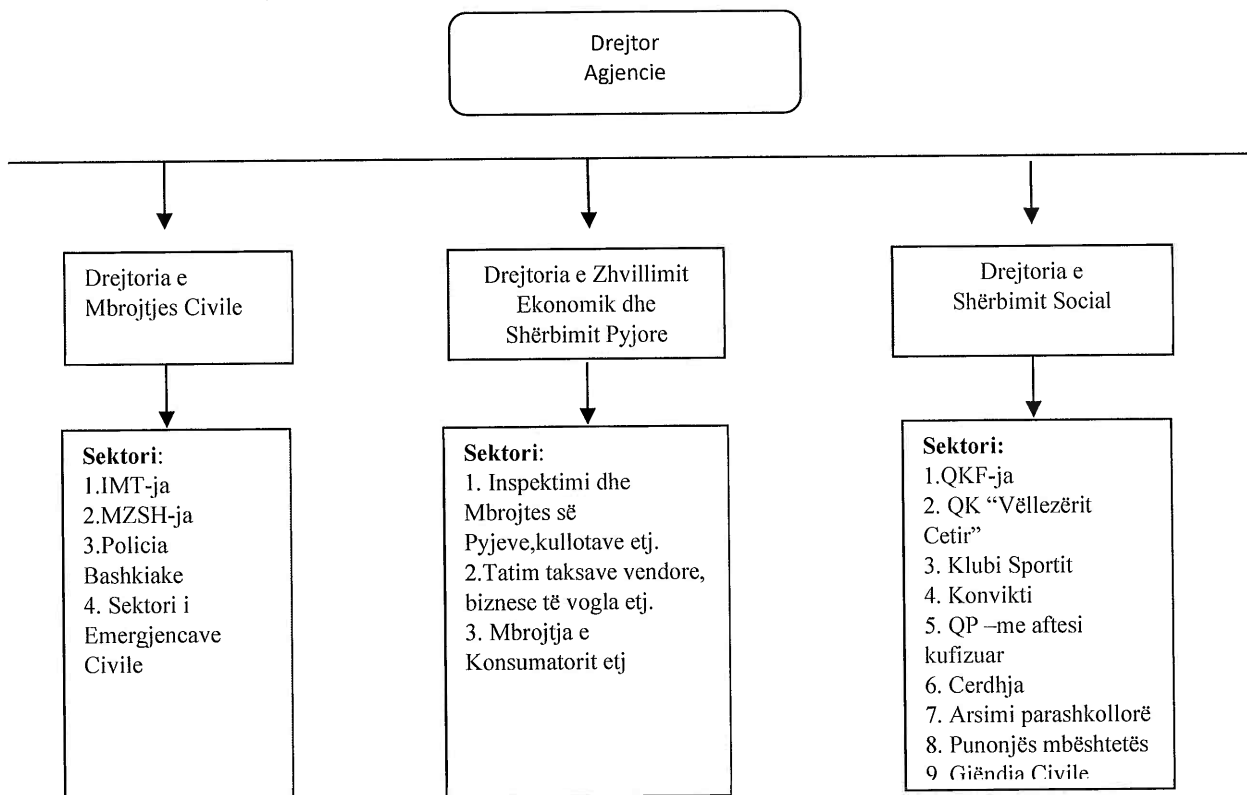 Drejtor
Agjencie
Drejtoria e
Mbrojtjes Civile
Drejtoria e Zhvillimit
Ekonomik dhe
Shërbimit Pyjore
Drejtoria e
Shërbimit Social
Sektori:
1.IMT-ja
2.MZSH-ja
3.Policia
Bashkiake
4. Sektori i
Emergjencave
Civile
Sektori:
1. Inspektimi dhe
Mbrojtes së
Pyjeve,kullotave etj.
2.Tatim taksave vendore,
biznese të vogla etj.
3. Mbrojtja e
Konsumatorit etj
Sektori:
1.QKF-ja
2. QK “Vëllezërit
Cetir”
3. Klubi Sportit
4. Konvikti
5. QP –me aftesi
kufizuar
6. Cerdhja
7. Arsimi parashkollorë
8. Punonjës mbështetës
9. Gjëndia Civile